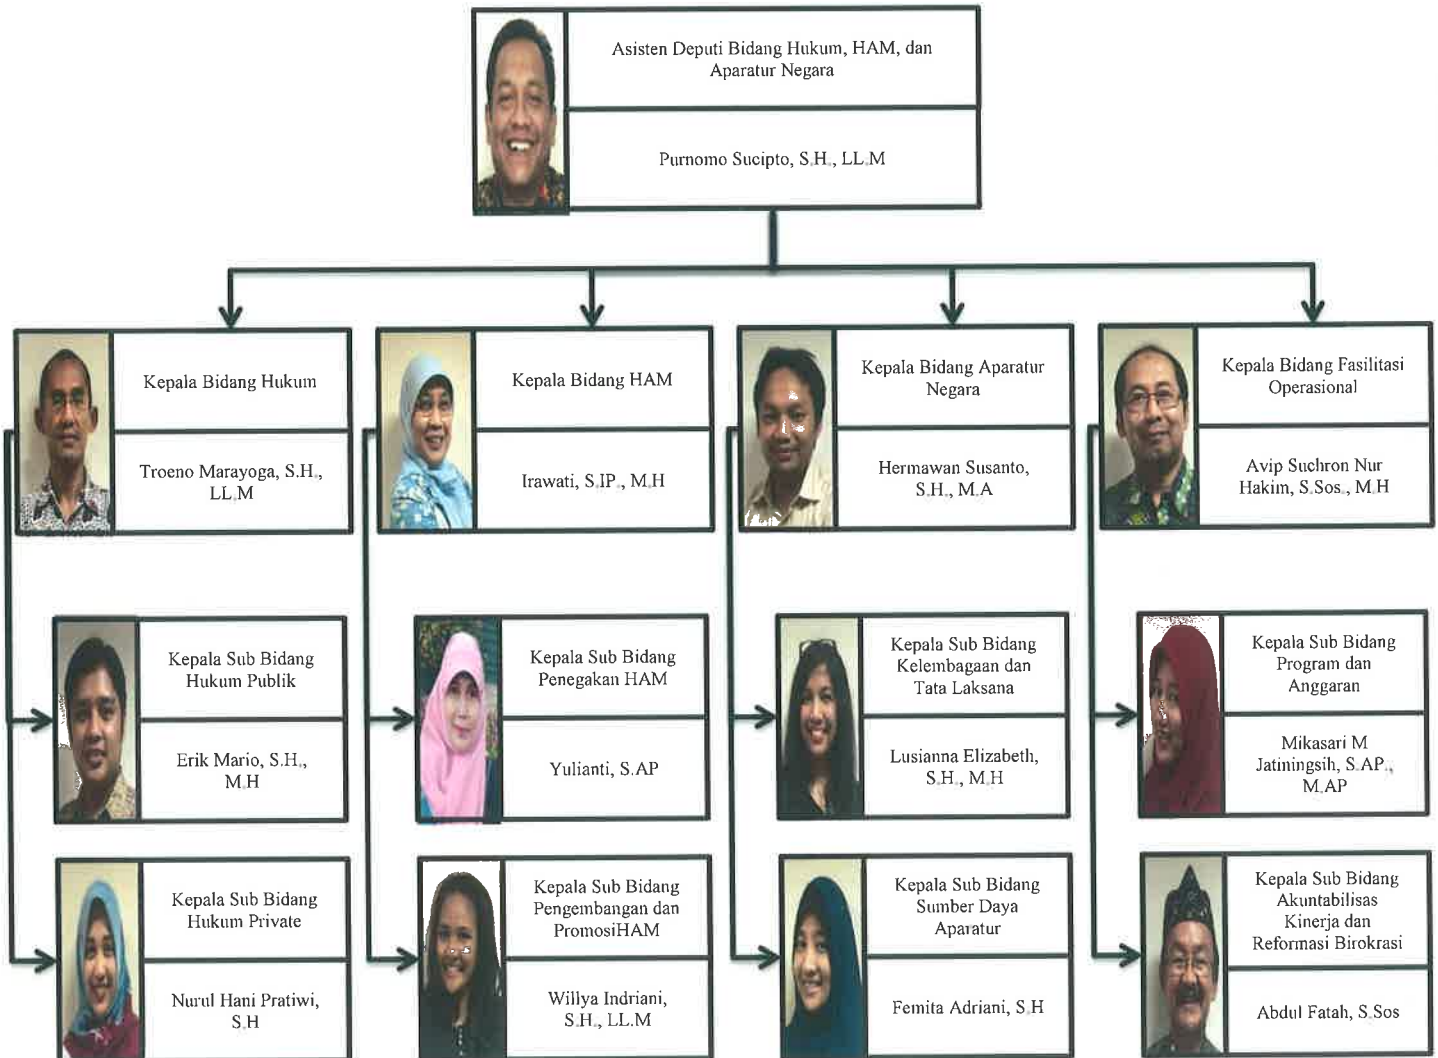 Asisten Deputi Bidang Hukum, HAM, dan
Aparatur Negara
Purnomo Sucipto, S.H., LL.M
Kepala Bidang Hukum
Troeno Marayoga, S.H.,
LL.M
Kepala Bidang HAM
Irawati, S.IP., M.H
Kepala Bidang Aparatur
Negara
Hermawan Susanto,
S.H., M.A
Kepala Bidang Fasilitasi
Operasional
Avip Suchron Nur
Hakim, S.Sos., M.H
Kepala Sub Bidang
Hukum Publik
Erik Mario, S.H.,
M.H
Kepala Sub Bidang
Penegakan HAM
Yulianti, S.AP
Kepala Sub Bidang
Kelembagaan dan
Tata Laksana
Lusianna Elizabeth,
S.H., M.H
Kepala Sub Bidang
Program dan
Anggaran
Mikasari M
Jatiningsih, S.AP.,
M.AP
Kepala Sub Bidang
Hukum Private
Nurul Hani Pratiwi,
S.H
Kepala Sub Bidang
Pengembangan dan
PromosiHAM
Willya Indriani,
S.H., LL.M
Kepala Sub Bidang
Sumber Daya
Aparatur
Femita Adriani, S.H
Kepala Sub Bidang
Akuntabilisas
Kinerja dan
Reformasi Birokrasi
Abdul Fatah, S.Sos